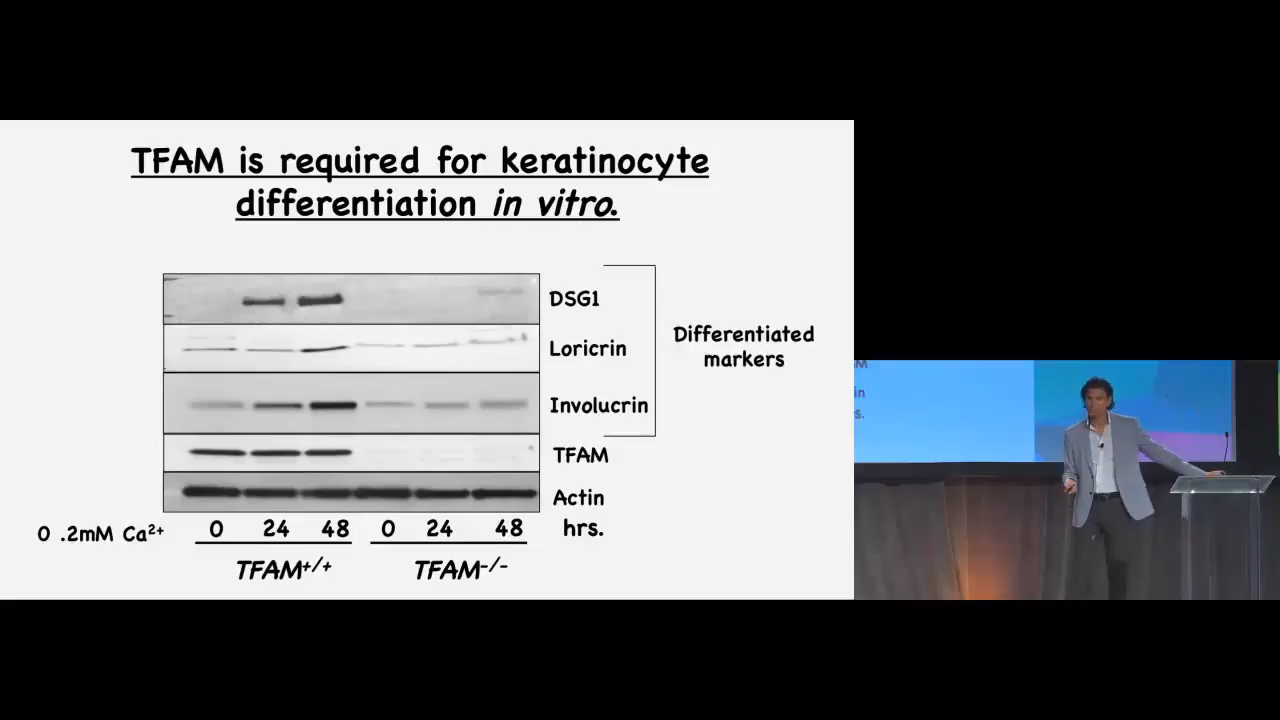 TFAM is required for keratinocyte
differentiation in vitro.
DSG1
Loricrin
Involucrin
Differentiated
markers
TFAM
Actin
0 .2mM Ca²⁺ 0 24 48 0 24 48 hrs.
TFAM⁺/⁺ TFAM⁻/⁻
in
s.